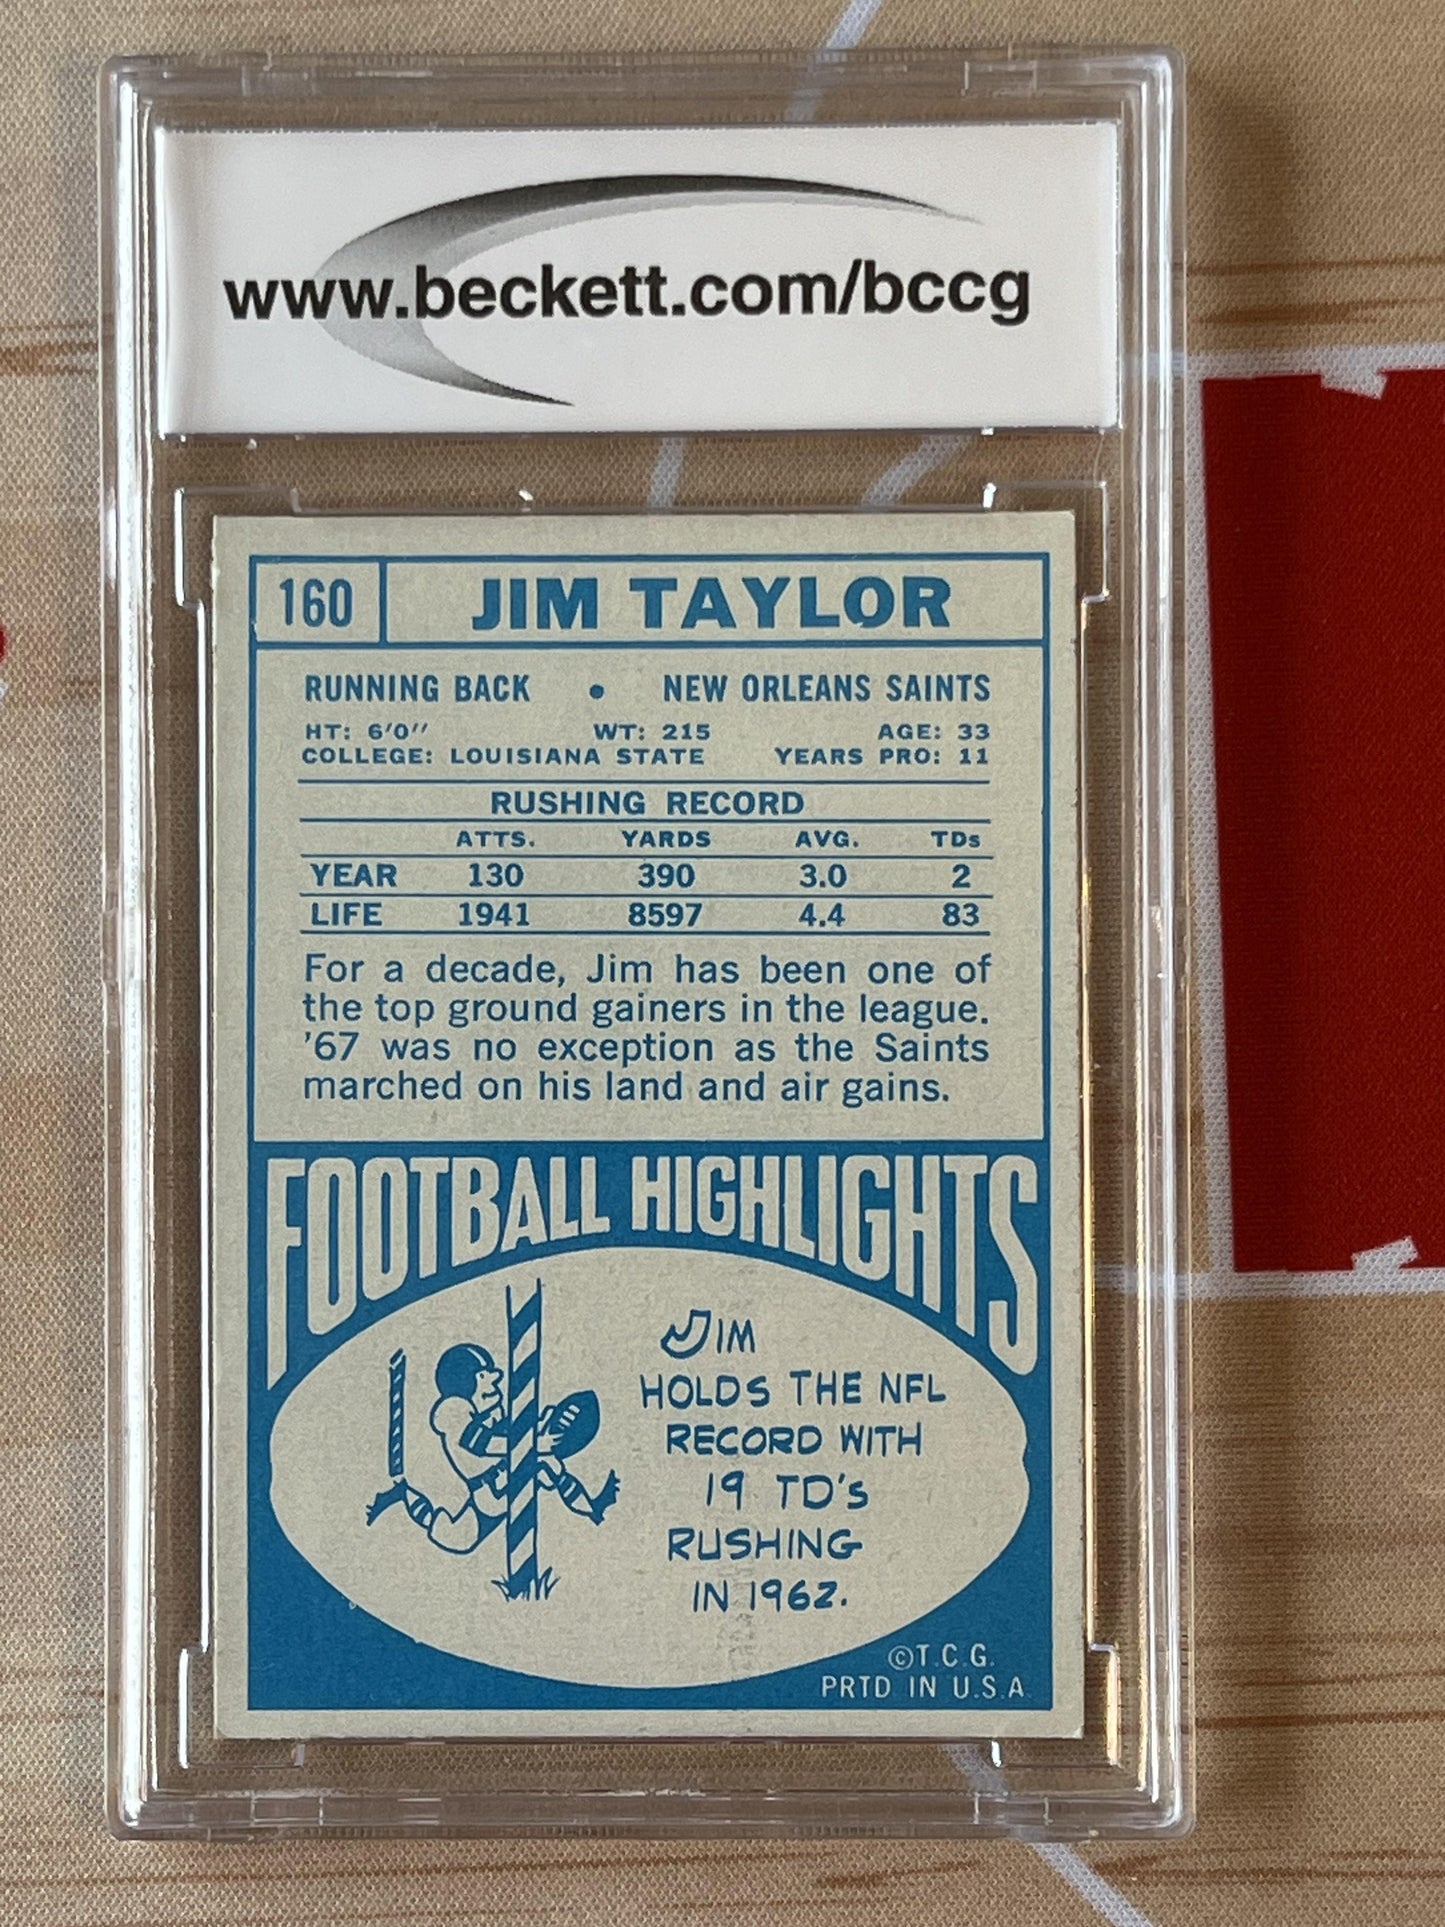 www.beckett.com/bccg
160 JIM TAYLOR
RUNNING BACK • NEW ORLEANS SAINTS
HT: 6'0'' WT: 215 AGE: 33
COLLEGE: LOUISIANA STATE YEARS PRO: 11
RUSHING RECORD
ATTS. YARDS AVG. TDs
YEAR 130 390 3.0 2
LIFE 1941 8597 4.4 83
For a decade, Jim has been one of
the top ground gainers in the league.
'67 was no exception as the Saints
marched on his land and air gains.
FOOTBALL HIGHLIGHTS
JIM
HOLDS THE NFL
RECORD WITH
19 TD'S
RUSHING
IN 1962.
©T.C.G.
PRTD IN U.S.A